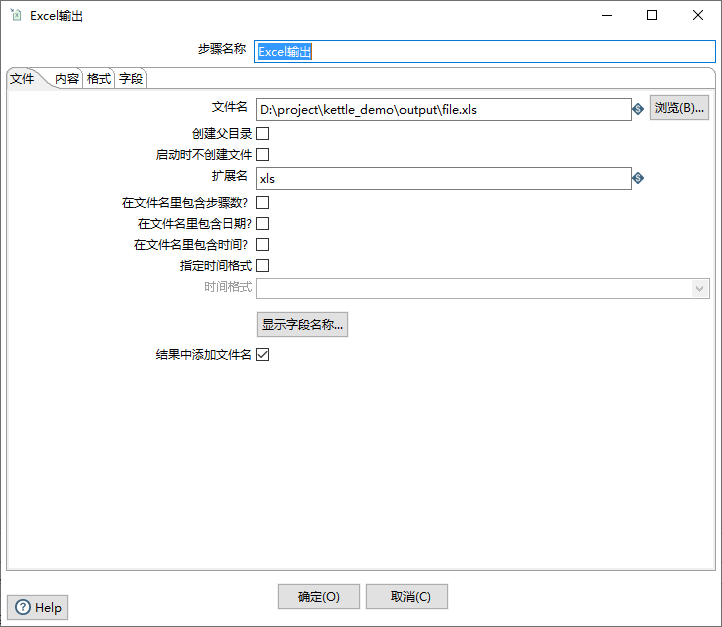 Excel输出
步骤名称 Excel输出
文件 内容 格式 字段
文件名 D:\project\kettle_demo\output\file.xls 浏览(B)...
创建父目录
启动时不创建文件
扩展名 xls
在文件名里包含步骤数?
在文件名里包含日期?
在文件名里包含时间?
指定时间格式
时间格式
显示字段名称...
结果中添加文件名
Help 确定(O) 取消(C)